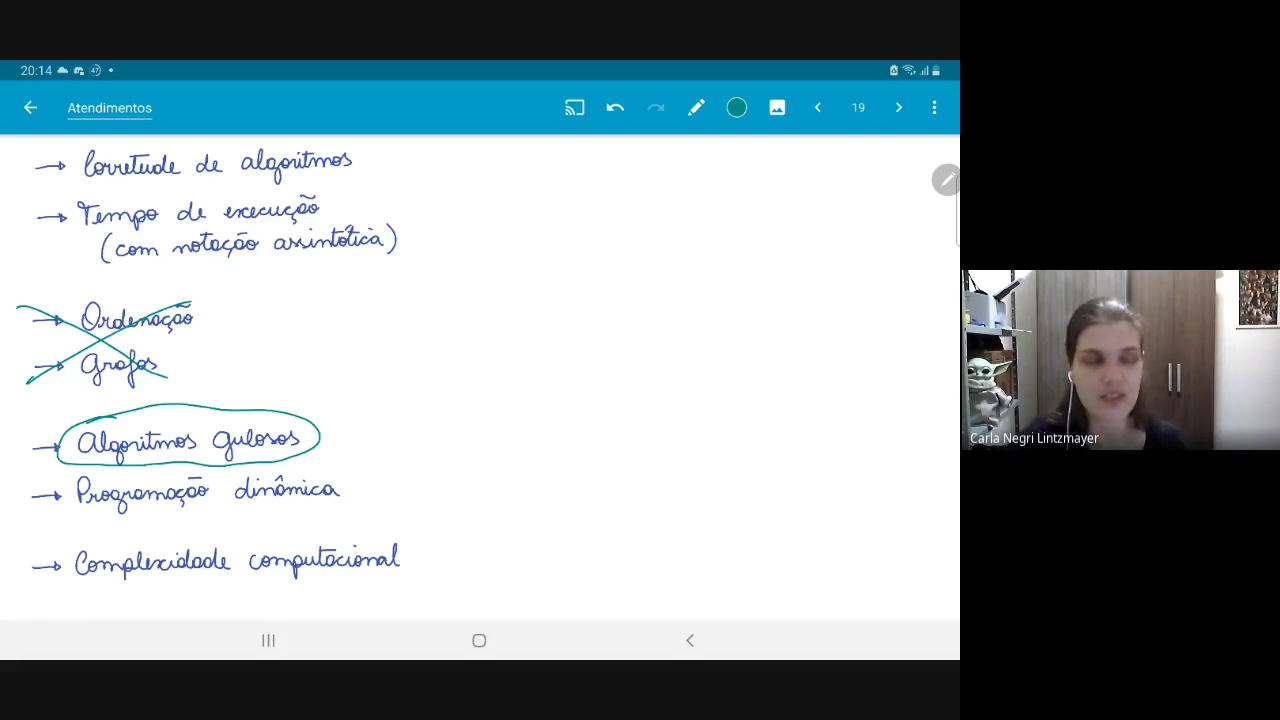 20:14
47
Atendimentos
19
→ Corretude de algoritmos
→ Tempo de execução
(com notação assintótica)
→ Ordenação
→ Grafos
→ Algoritmos gulosos
→ Programação dinâmica
→ Complexidade computacional
Carla Negri Lintzmayer